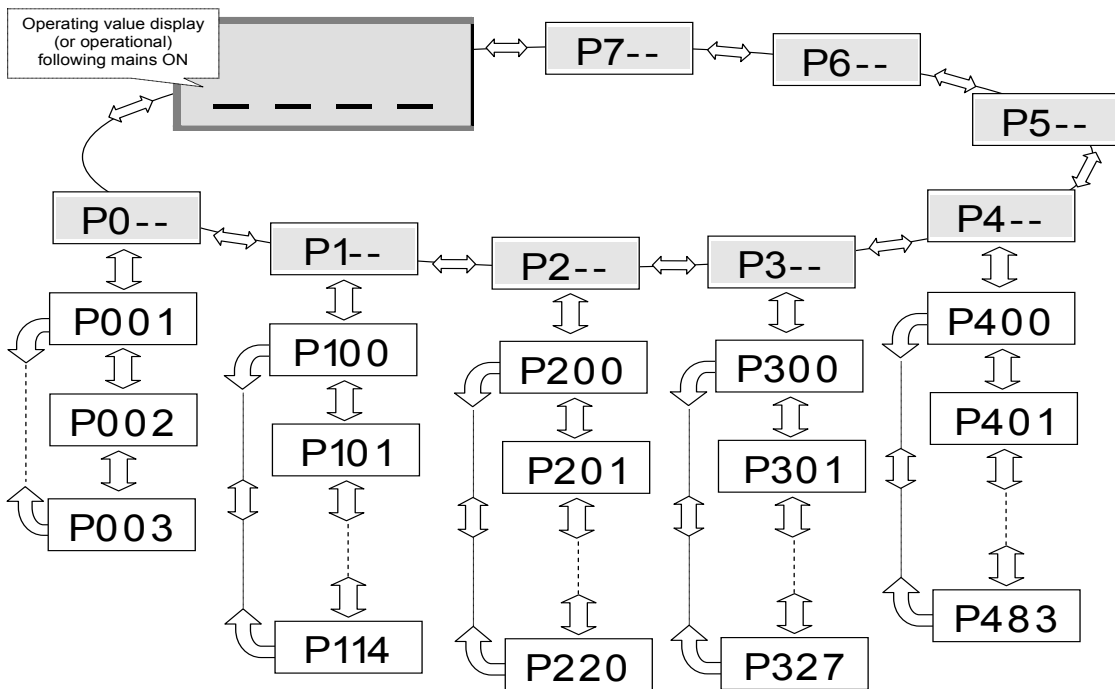 Operating value display
(or operational)
following mains ON
_ _ _ _
P7--
P6--
P5--
P0--
P1--
P2--
P3--
P4--
P001
P002
P003
P100
P101
P114
P200
P201
P220
P300
P301
P327
P400
P401
P483